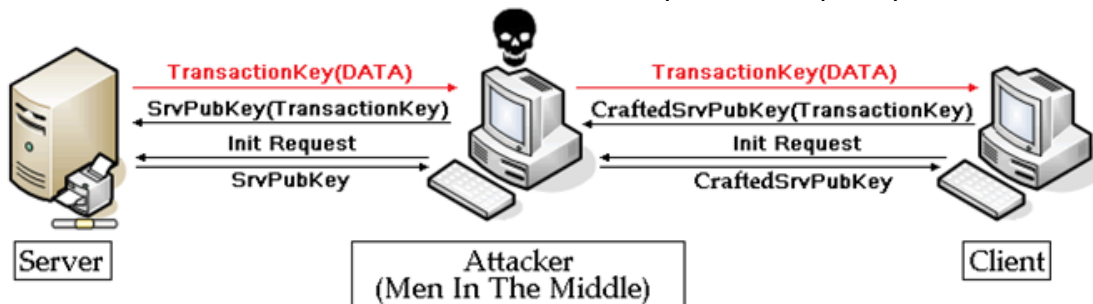 TransactionKey(DATA) TransactionKey(DATA)
SrvPubKey(TransactionKey) CraftedSrvPubKey(TransactionKey)
Init Request Init Request
SrvPubKey CraftedSrvPubKey
Server Attacker Client
(Men In The Middle)